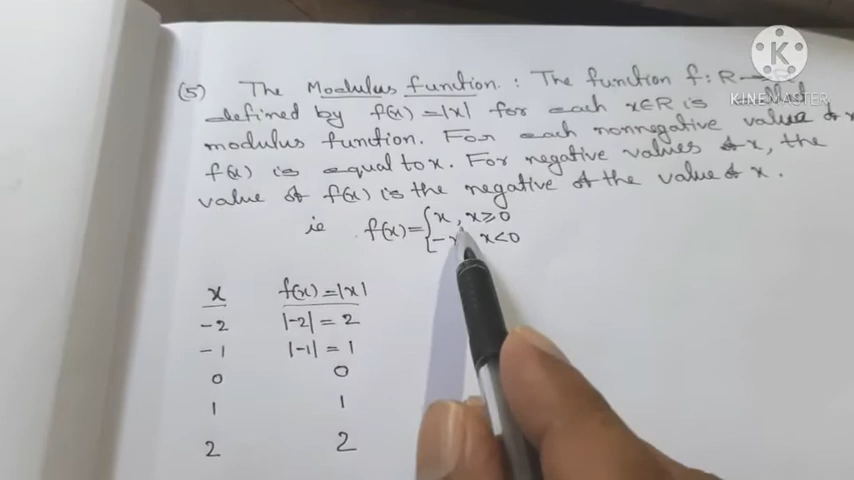 (5) The Modulus function : The function f: R→
defined by f(x) = |x| for each x∈R is
modulus function. For each nonnegative value of x
f(x) is equal to x. For negative values of x, the
value of f(x) is the negative of the value of x.
ie f(x) = { x, x≥0
{ -x x<0
x f(x) = |x|
-2 |-2| = 2
-1 |-1| = 1
0 0
1 1
2 2
K
KINEMASTER